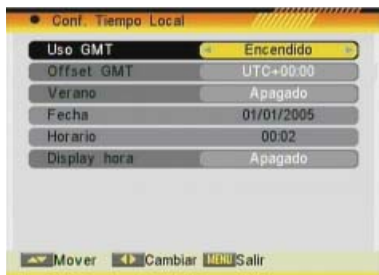 Conf. Tiempo Local
Uso GMT Encendido
Offset GMT UTC+00:00
Verano Apagado
Fecha 01/01/2005
Horario 00:02
Display hora Apagado
Mover Cambiar MENU Salir